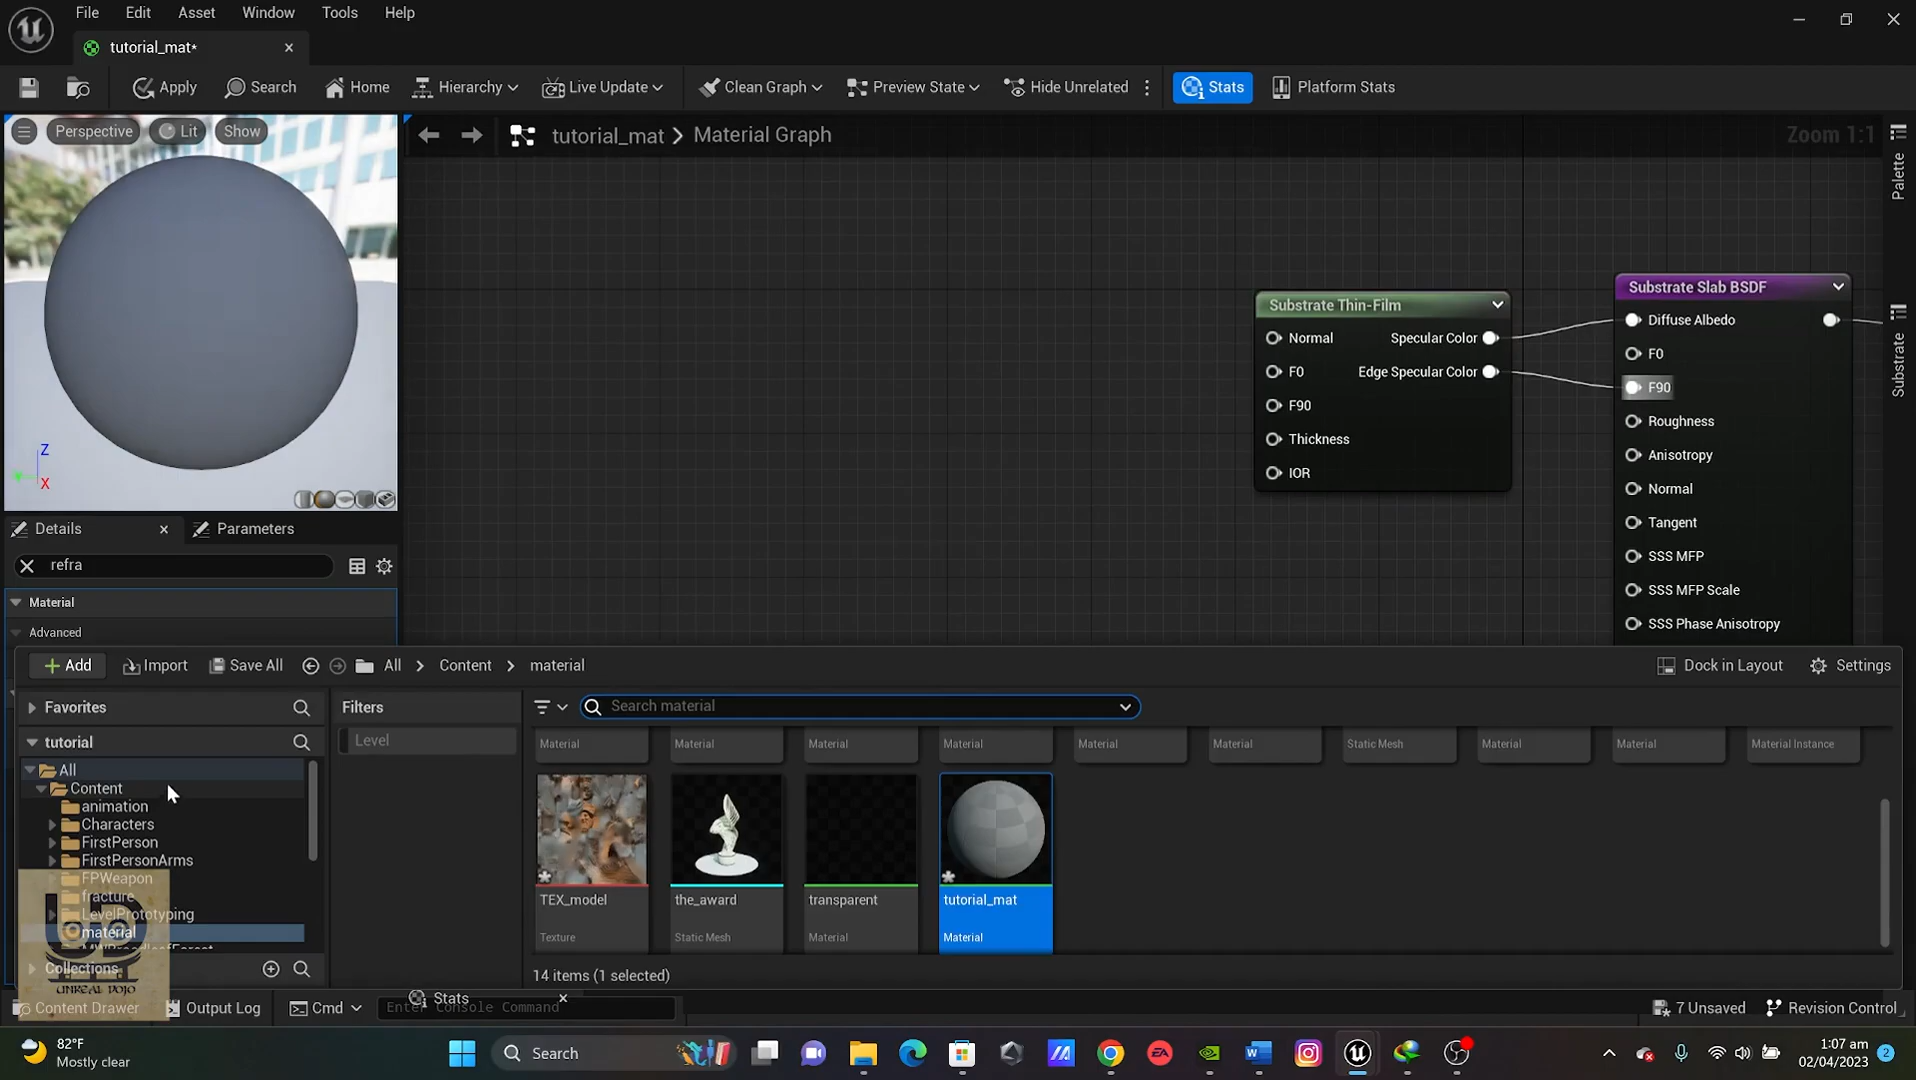 File Edit Asset Window Tools Help
tutorial_mat*
Apply Search Home Hierarchy Live Update Clean Graph Preview State Hide Unrelated Stats Platform Stats
Perspective Lit Show
tutorial_mat > Material Graph Zoom 1:1
Palette
Substrate
Z
X
Substrate Thin-Film
Normal Specular Color
F0 Edge Specular Color
F90
Thickness
IOR
Substrate Slab BSDF
Diffuse Albedo
F0
F90
Roughness
Anisotropy
Normal
Tangent
SSS MFP
SSS MFP Scale
SSS Phase Anisotropy
Details Parameters
refra
Material
Advanced
+ Add Import Save All All > Content > material Dock in Layout Settings
Favorites
tutorial
All
Content
animation
Characters
FirstPerson
FirstPersonArms
FPWeapon
fracture
LevelPrototyping
material
Collections
UNREAL DOJO
Filters
Level
Search material
Material Material Material Material Material Material Static Mesh Material Material Material Instance
TEX_model the_award transparent tutorial_mat
Texture Static Mesh Material Material
14 items (1 selected)
Stats
Content Drawer Output Log Cmd Enter Console Command 7 Unsaved Revision Control
82°F
Mostly clear
Search
1:07 am
02/04/2023
2